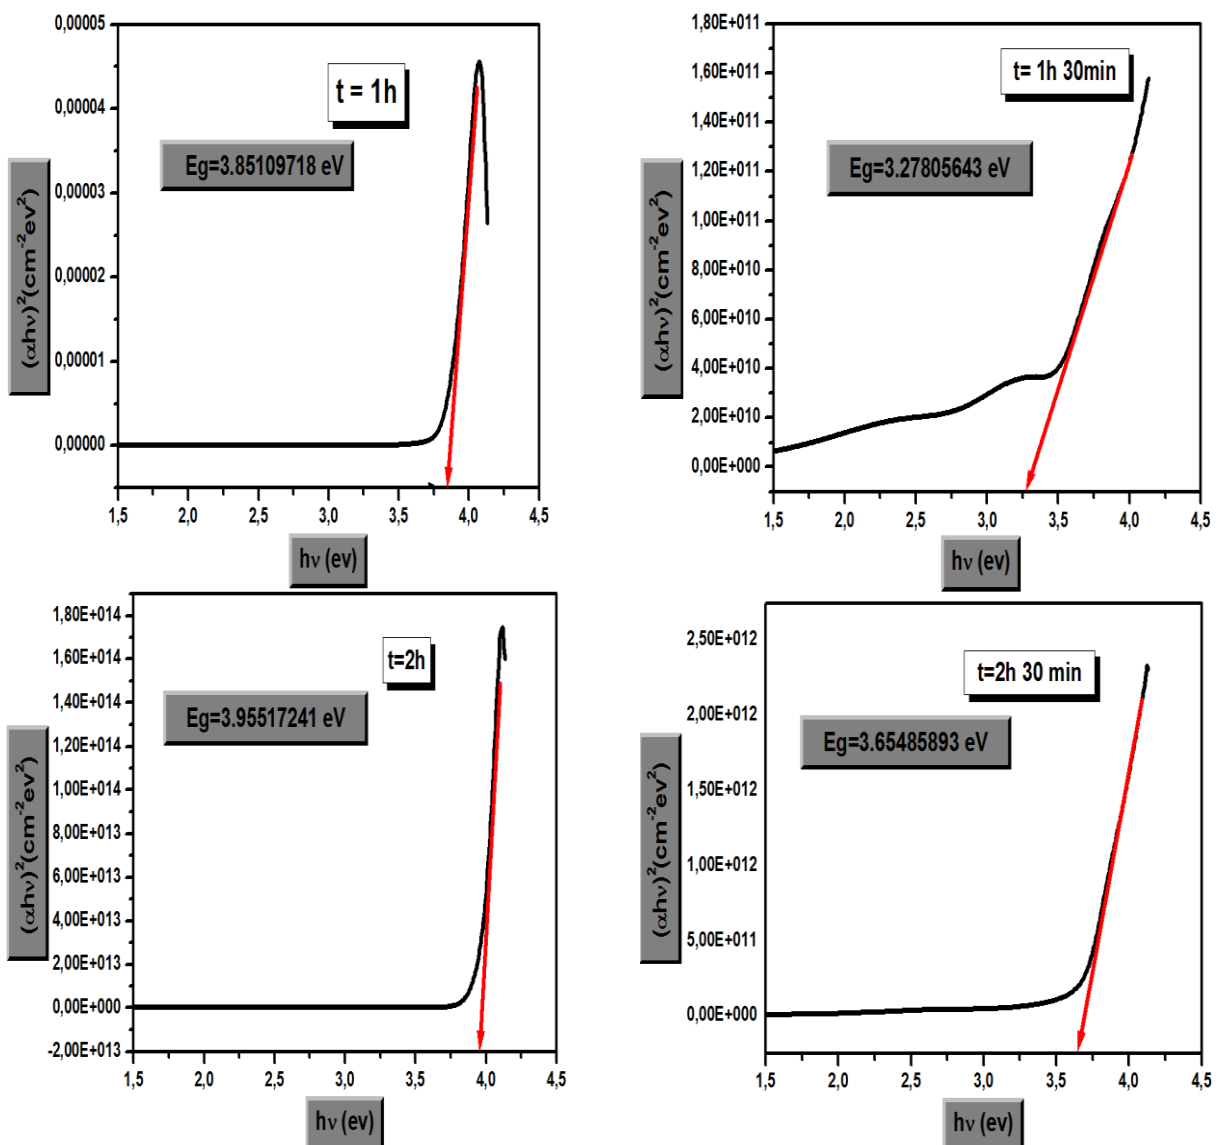 0,00005
0,00004
0,00003
0,00002
0,00001
0,00000
(αhν)²(cm⁻²ev²)
t = 1h
Eg=3.85109718 eV
1,5 2,0 2,5 3,0 3,5 4,0 4,5
hν (ev)
1,80E+011
1,60E+011
1,40E+011
1,20E+011
1,00E+011
8,00E+010
6,00E+010
4,00E+010
2,00E+010
0,00E+000
(αhν)²(cm⁻²ev²)
t= 1h 30min
Eg=3.27805643 eV
1,5 2,0 2,5 3,0 3,5 4,0 4,5
hν (ev)
1,80E+014
1,60E+014
1,40E+014
1,20E+014
1,00E+014
8,00E+013
6,00E+013
4,00E+013
2,00E+013
0,00E+000
-2,00E+013
(αhν)²(cm⁻²ev²)
t=2h
Eg=3.95517241 eV
1,5 2,0 2,5 3,0 3,5 4,0 4,5
hν (ev)
2,50E+012
2,00E+012
1,50E+012
1,00E+012
5,00E+011
0,00E+000
(αhν)²(cm⁻²ev²)
t=2h 30 min
Eg=3.65485893 eV
1,5 2,0 2,5 3,0 3,5 4,0 4,5
hν (ev)